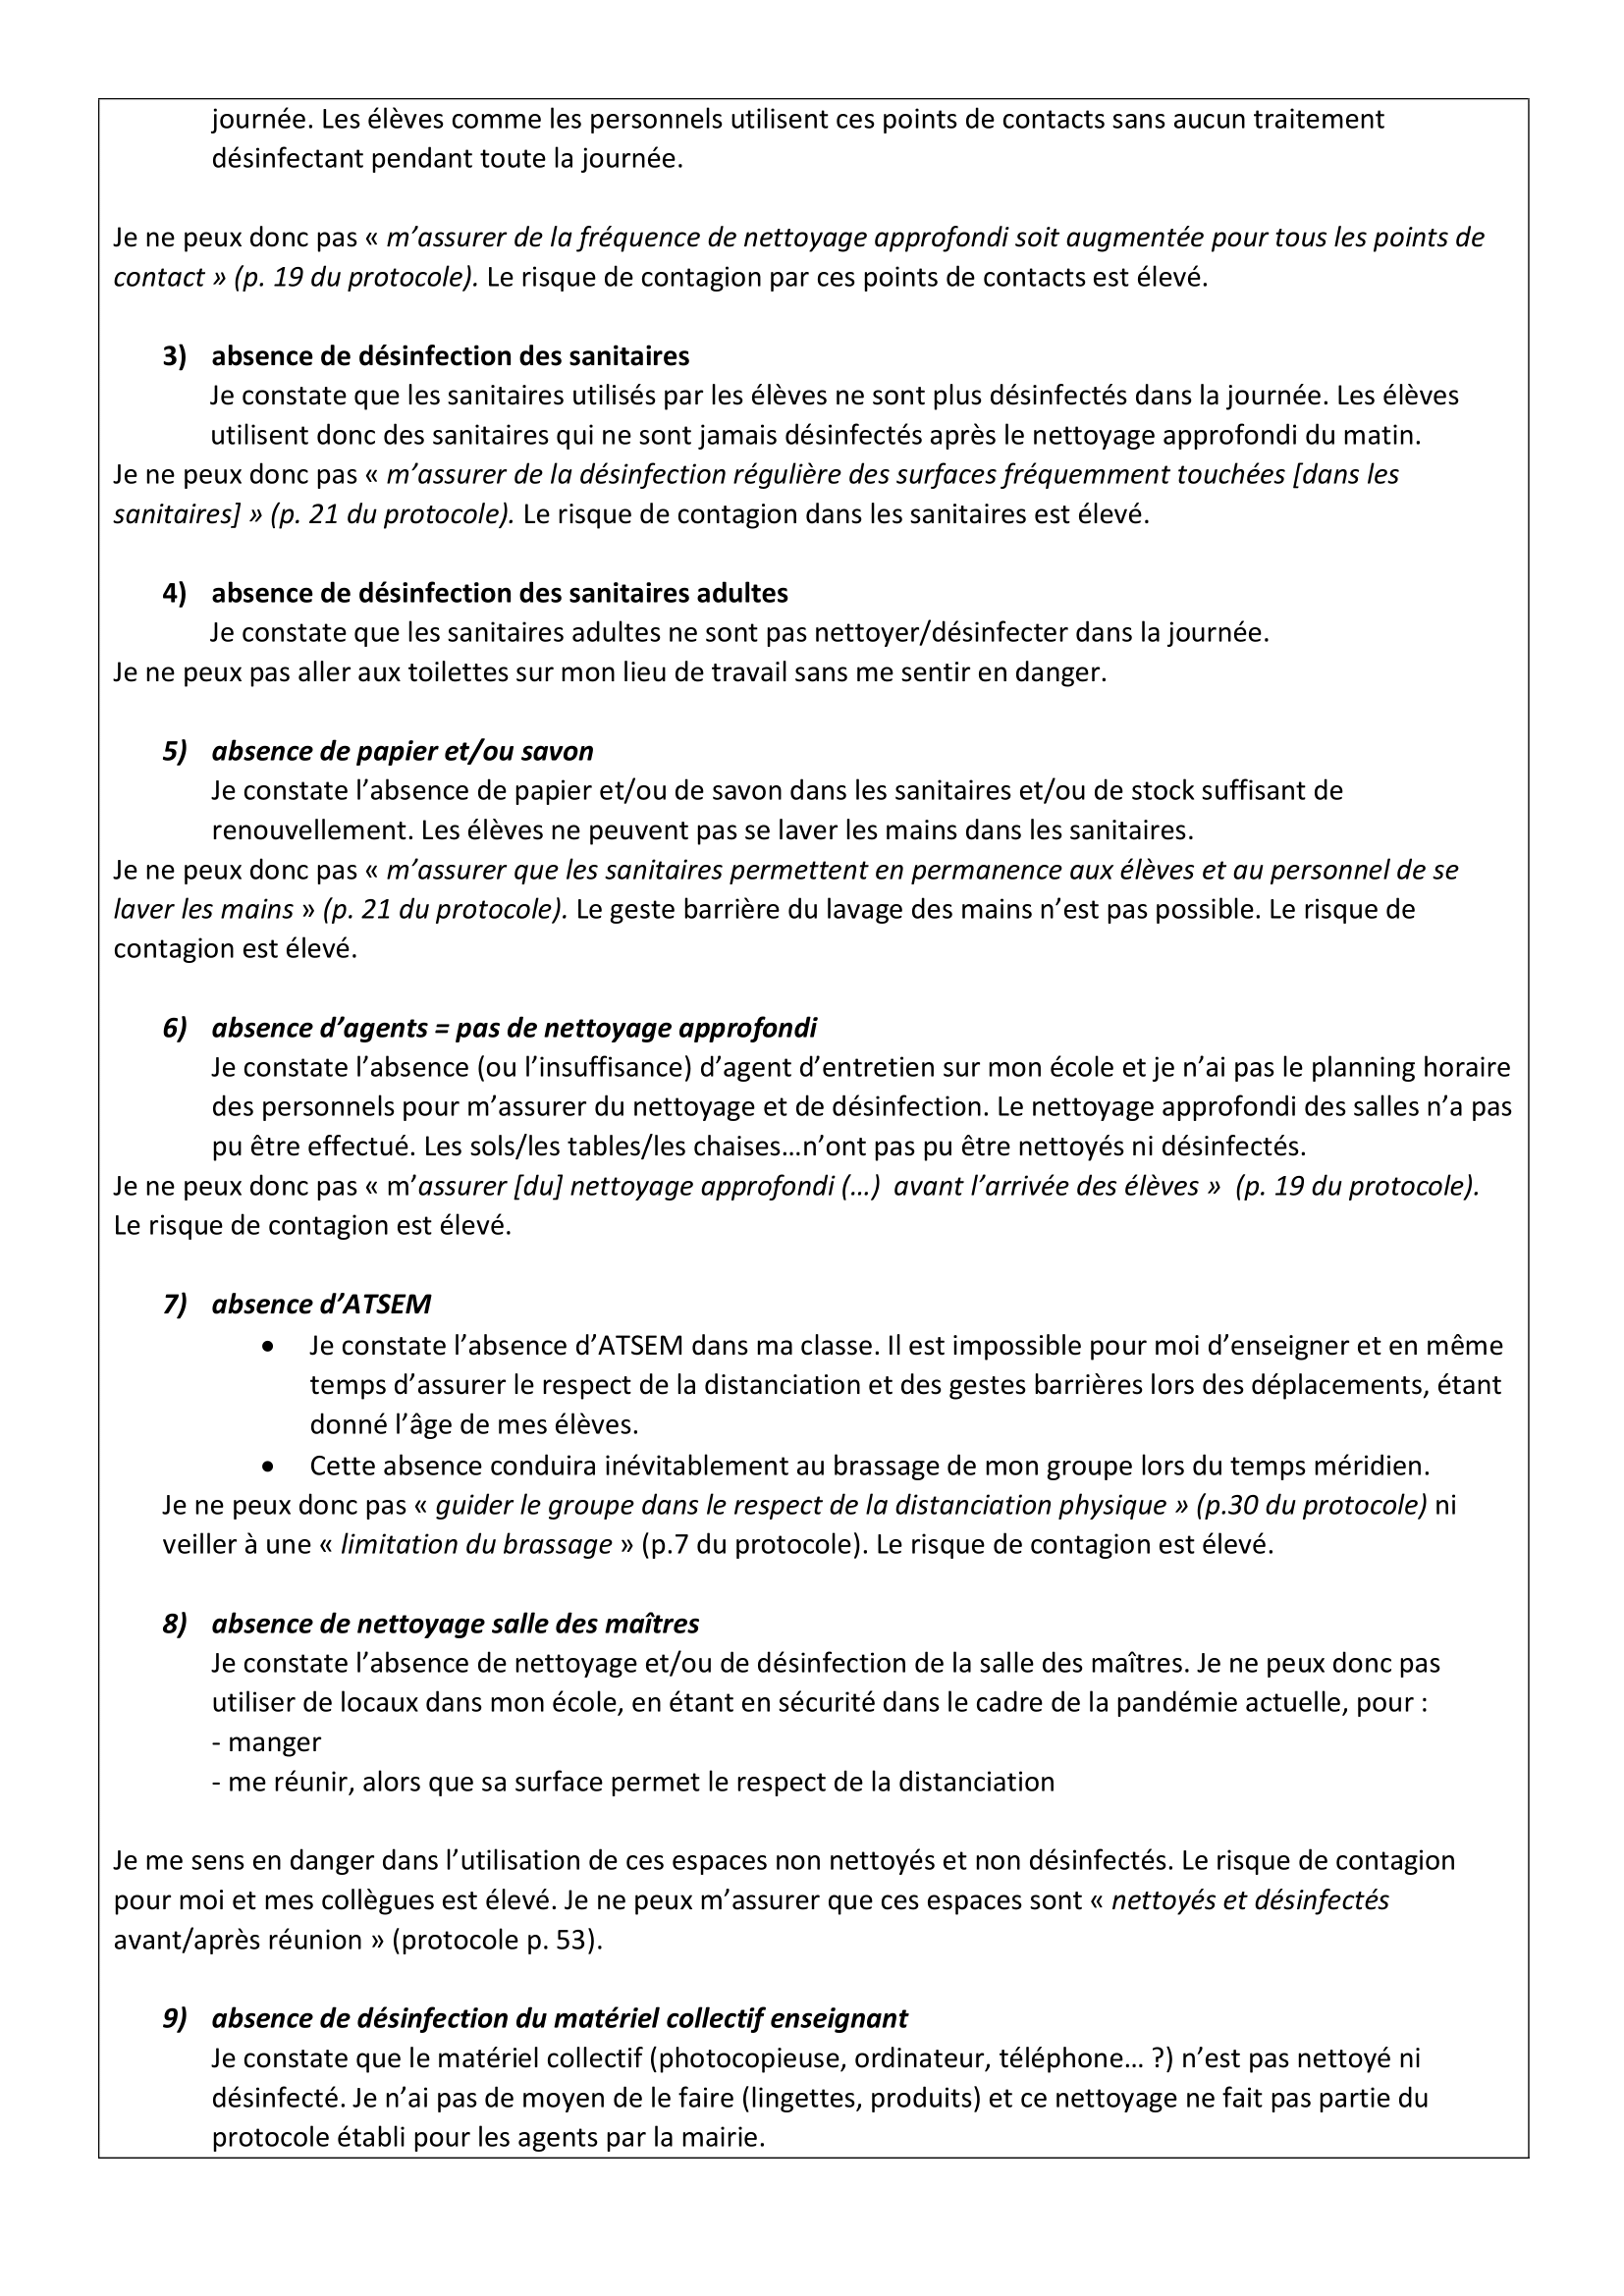 journée. Les élèves comme les personnels utilisent ces points de contacts sans aucun traitement
désinfectant pendant toute la journée.
Je ne peux donc pas « m’assurer de la fréquence de nettoyage approfondi soit augmentée pour tous les points de
contact » (p. 19 du protocole). Le risque de contagion par ces points de contacts est élevé.
3) absence de désinfection des sanitaires
Je constate que les sanitaires utilisés par les élèves ne sont plus désinfectés dans la journée. Les élèves
utilisent donc des sanitaires qui ne sont jamais désinfectés après le nettoyage approfondi du matin.
Je ne peux donc pas « m’assurer de la désinfection régulière des surfaces fréquemment touchées [dans les
sanitaires] » (p. 21 du protocole). Le risque de contagion dans les sanitaires est élevé.
4) absence de désinfection des sanitaires adultes
Je constate que les sanitaires adultes ne sont pas nettoyer/désinfecter dans la journée.
Je ne peux pas aller aux toilettes sur mon lieu de travail sans me sentir en danger.
5) absence de papier et/ou savon
Je constate l’absence de papier et/ou de savon dans les sanitaires et/ou de stock suffisant de
renouvellement. Les élèves ne peuvent pas se laver les mains dans les sanitaires.
Je ne peux donc pas « m’assurer que les sanitaires permettent en permanence aux élèves et au personnel de se
laver les mains » (p. 21 du protocole). Le geste barrière du lavage des mains n’est pas possible. Le risque de
contagion est élevé.
6) absence d’agents = pas de nettoyage approfondi
Je constate l’absence (ou l’insuffisance) d’agent d’entretien sur mon école et je n’ai pas le planning horaire
des personnels pour m’assurer du nettoyage et de désinfection. Le nettoyage approfondi des salles n’a pas
pu être effectué. Les sols/les tables/les chaises…n’ont pas pu être nettoyés ni désinfectés.
Je ne peux donc pas « m’assurer [du] nettoyage approfondi (…) avant l’arrivée des élèves » (p. 19 du protocole).
Le risque de contagion est élevé.
7) absence d’ATSEM
• Je constate l’absence d’ATSEM dans ma classe. Il est impossible pour moi d’enseigner et en même
temps d’assurer le respect de la distanciation et des gestes barrières lors des déplacements, étant
donné l’âge de mes élèves.
• Cette absence conduira inévitablement au brassage de mon groupe lors du temps méridien.
Je ne peux donc pas « guider le groupe dans le respect de la distanciation physique » (p.30 du protocole) ni
veiller à une « limitation du brassage » (p.7 du protocole). Le risque de contagion est élevé.
8) absence de nettoyage salle des maîtres
Je constate l’absence de nettoyage et/ou de désinfection de la salle des maîtres. Je ne peux donc pas
utiliser de locaux dans mon école, en étant en sécurité dans le cadre de la pandémie actuelle, pour :
- manger
- me réunir, alors que sa surface permet le respect de la distanciation
Je me sens en danger dans l’utilisation de ces espaces non nettoyés et non désinfectés. Le risque de contagion
pour moi et mes collègues est élevé. Je ne peux m’assurer que ces espaces sont « nettoyés et désinfectés
avant/après réunion » (protocole p. 53).
9) absence de désinfection du matériel collectif enseignant
Je constate que le matériel collectif (photocopieuse, ordinateur, téléphone… ?) n’est pas nettoyé ni
désinfecté. Je n’ai pas de moyen de le faire (lingettes, produits) et ce nettoyage ne fait pas partie du
protocole établi pour les agents par la mairie.